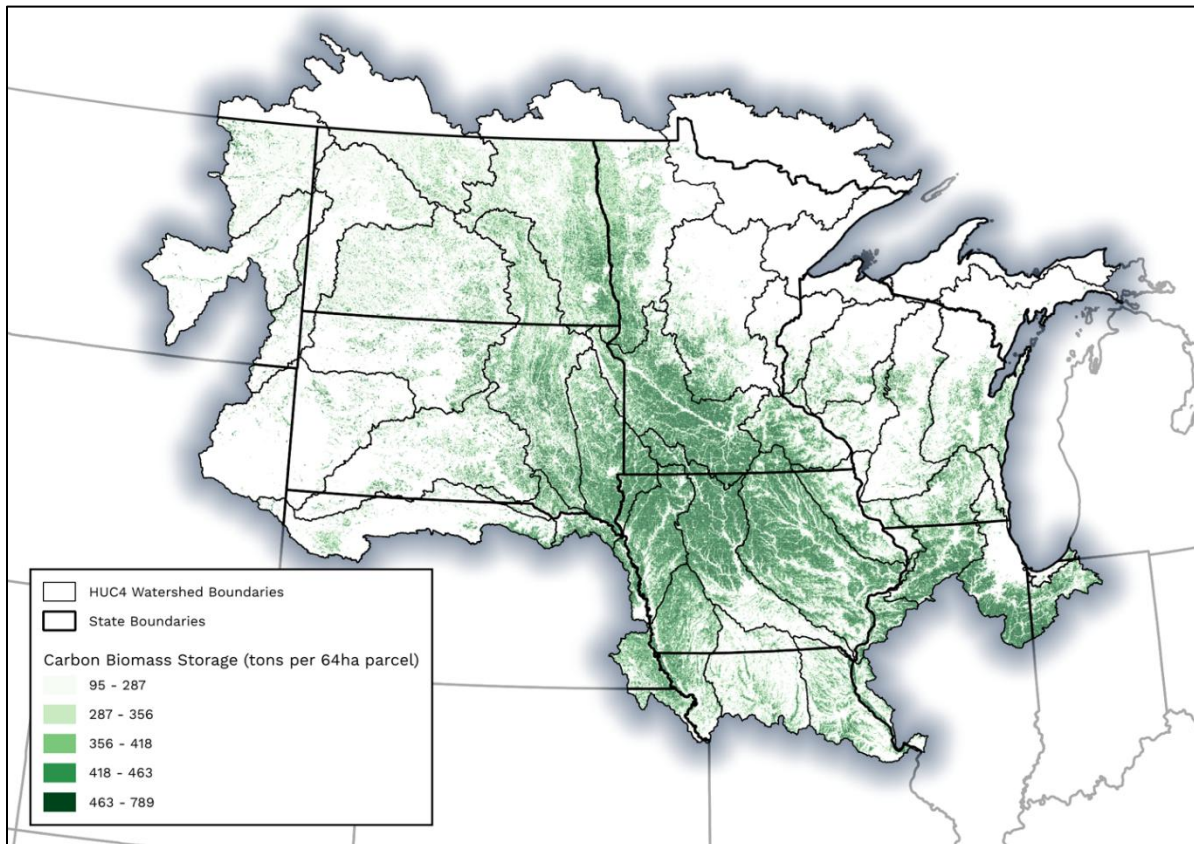 HUC4 Watershed Boundaries
State Boundaries
Carbon Biomass Storage (tons per 64ha parcel)
95 - 287
287 - 356
356 - 418
418 - 463
463 - 789